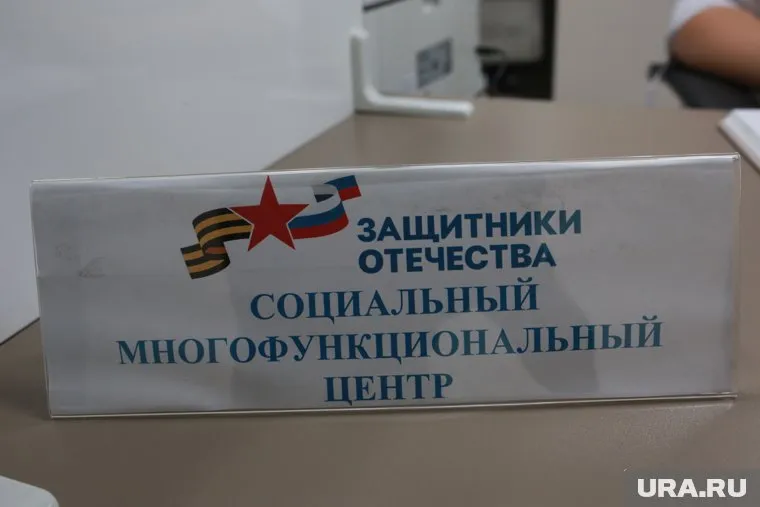 ЗАЩИТНИКИ
ОТЕЧЕСТВА
СОЦИАЛЬНЫЙ
МНОГОФУНКЦИОНАЛЬНЫЙ
ЦЕНТР
URA.RU